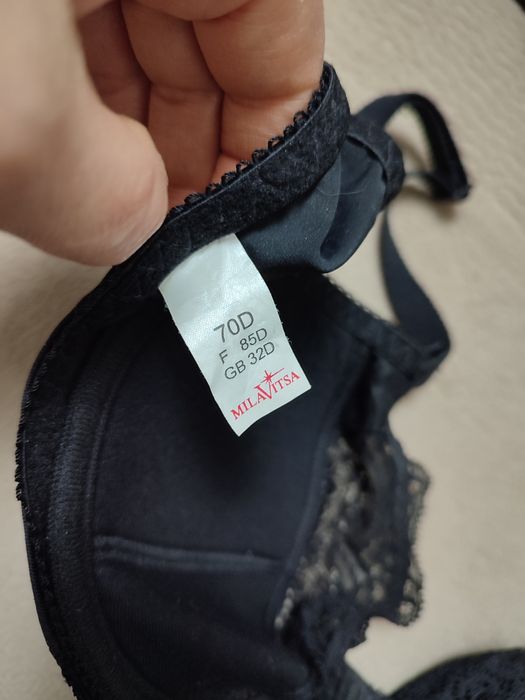 70D
F 85D
GB 32D
MILAVITSA